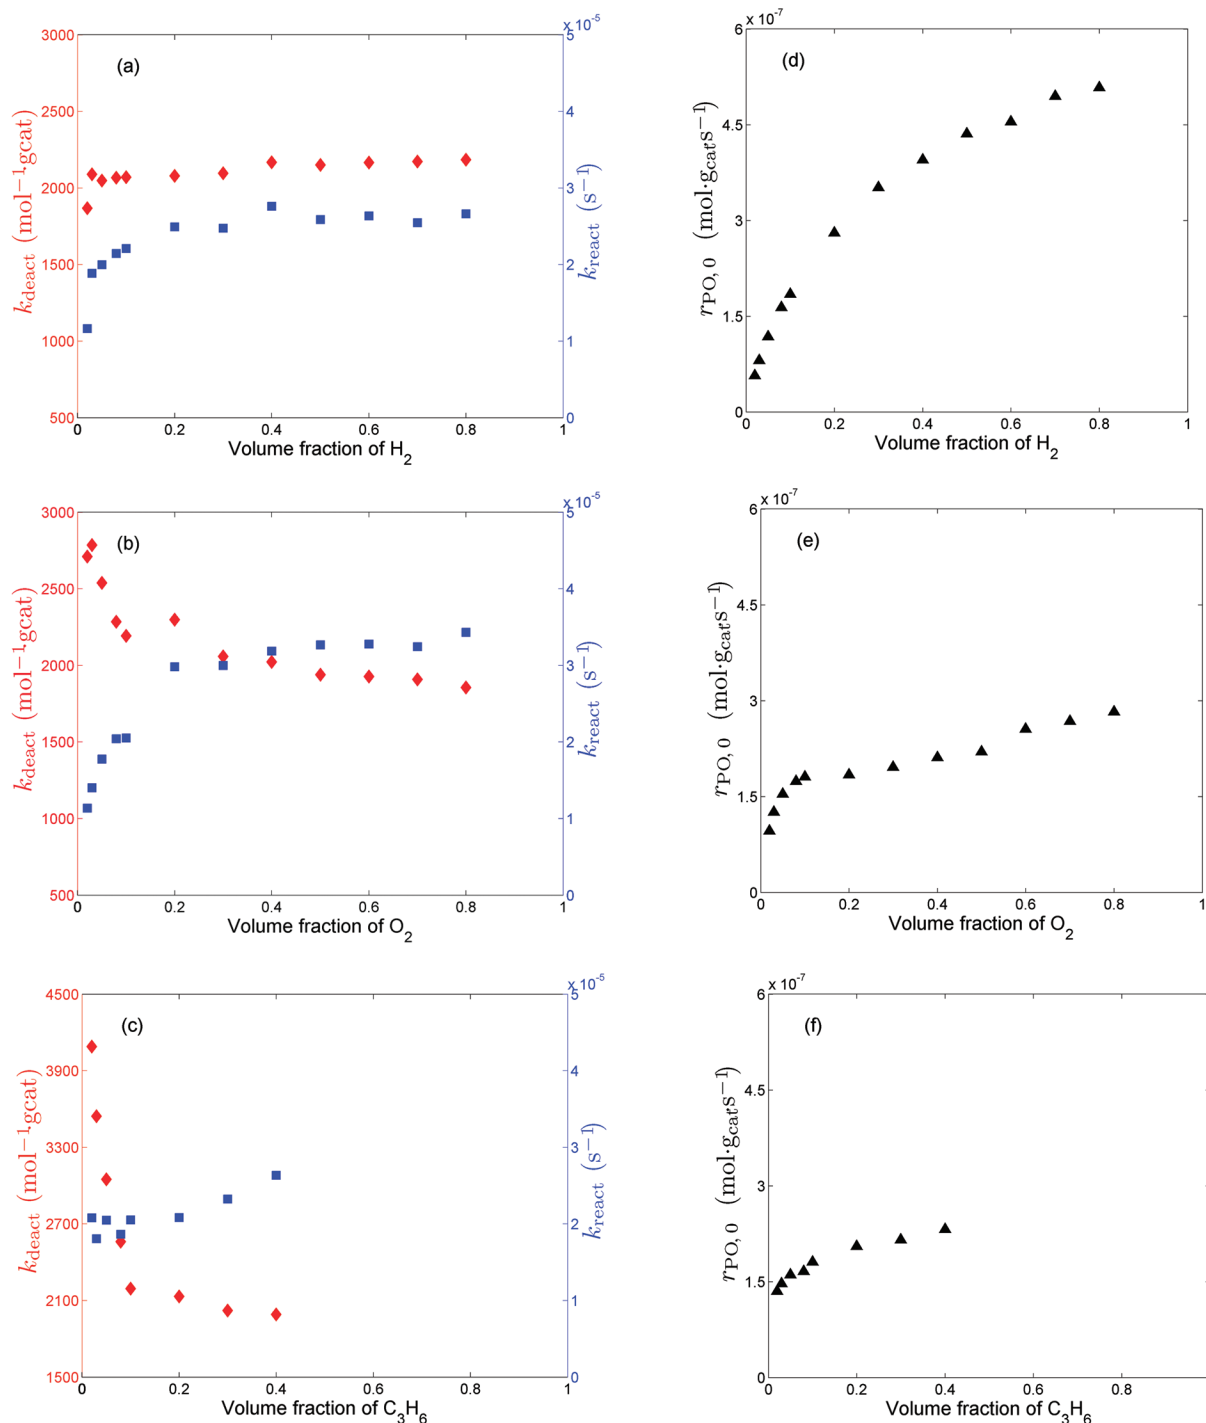 x 10⁻⁵
3000
2500
2000
1500
1000
500
k_deact (mol⁻¹·gcat)
(a)
5
4
3
2
1
0
k_react (s⁻¹)
0 0.2 0.4 0.6 0.8 1
Volume fraction of H₂
x 10⁻⁷
6
4.5
3
1.5
0
r_PO, 0 (mol·g_cat·s⁻¹)
(d)
0 0.2 0.4 0.6 0.8 1
Volume fraction of H₂
x 10⁻⁵
3000
2500
2000
1500
1000
500
k_deact (mol⁻¹·gcat)
(b)
5
4
3
2
1
0
k_react (s⁻¹)
0 0.2 0.4 0.6 0.8 1
Volume fraction of O₂
x 10⁻⁷
6
4.5
3
1.5
0
r_PO, 0 (mol·g_cat·s⁻¹)
(e)
0 0.2 0.4 0.6 0.8 1
Volume fraction of O₂
x 10⁻⁵
4500
3900
3300
2700
2100
1500
k_deact (mol⁻¹·gcat)
(c)
5
4
3
2
1
0
k_react (s⁻¹)
0 0.2 0.4 0.6 0.8 1
Volume fraction of C₃H₆
x 10⁻⁷
6
4.5
3
1.5
0
r_PO, 0 (mol·g_cat·s⁻¹)
(f)
0 0.2 0.4 0.6 0.8 1
Volume fraction of C₃H₆